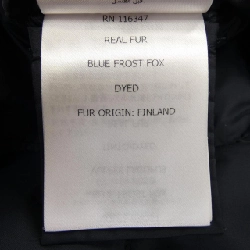 RN 116347
REAL FUR
BLUE FROST FOX
DYED
FUR ORIGIN: FINLAND